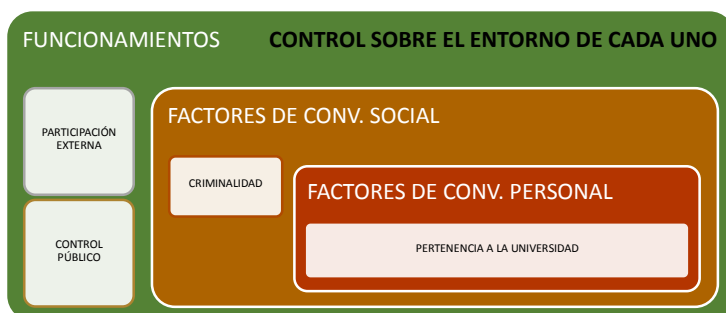 FUNCIONAMIENTOS CONTROL SOBRE EL ENTORNO DE CADA UNO
PARTICIPACIÓN
EXTERNA
CONTROL
PÚBLICO
FACTORES DE CONV. SOCIAL
CRIMINALIDAD
FACTORES DE CONV. PERSONAL
PERTENENCIA A LA UNIVERSIDAD